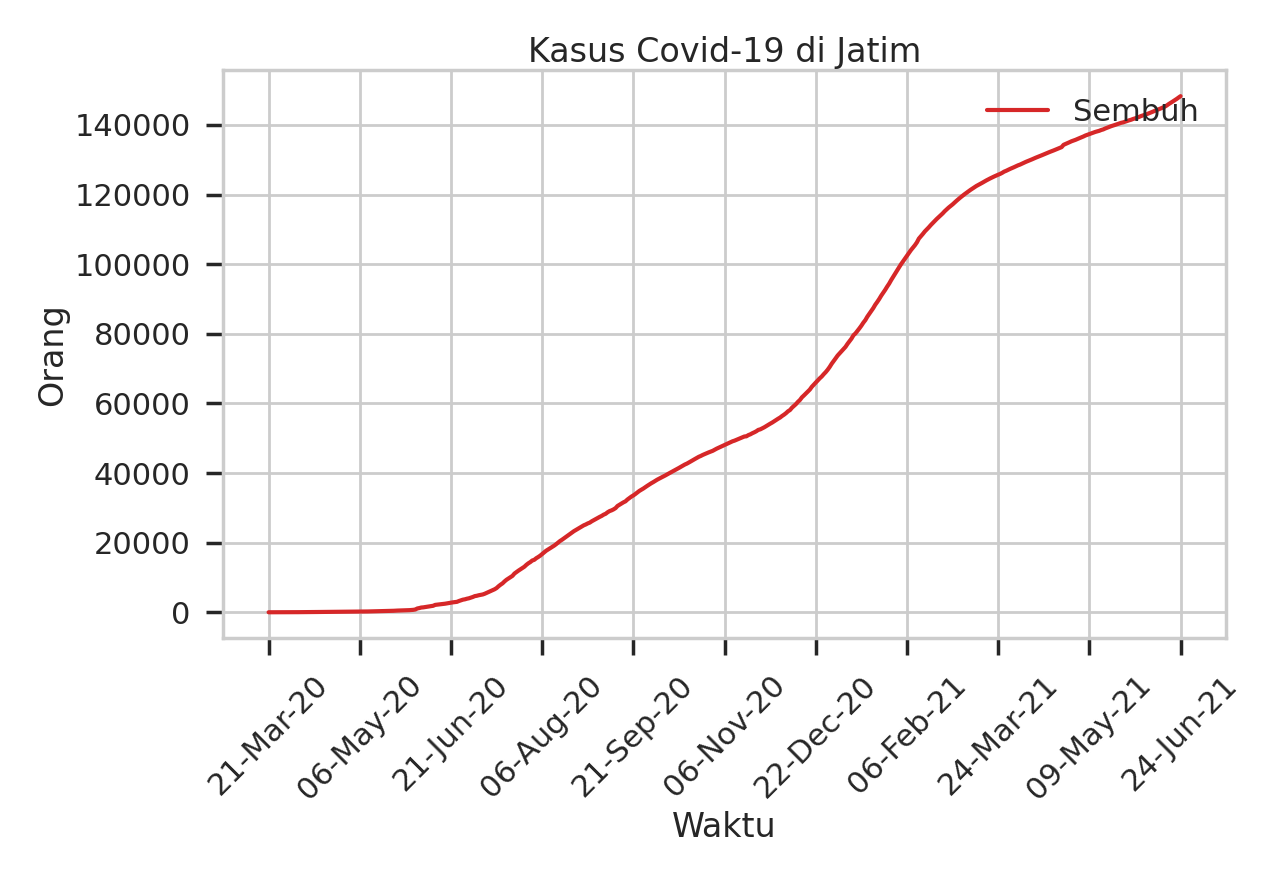 Kasus Covid-19 di Jatim
Sembuh
Orang
140000
120000
100000
80000
60000
40000
20000
0
21-Mar-20
06-May-20
21-Jun-20
06-Aug-20
21-Sep-20
06-Nov-20
22-Dec-20
06-Feb-21
24-Mar-21
09-May-21
24-Jun-21
Waktu